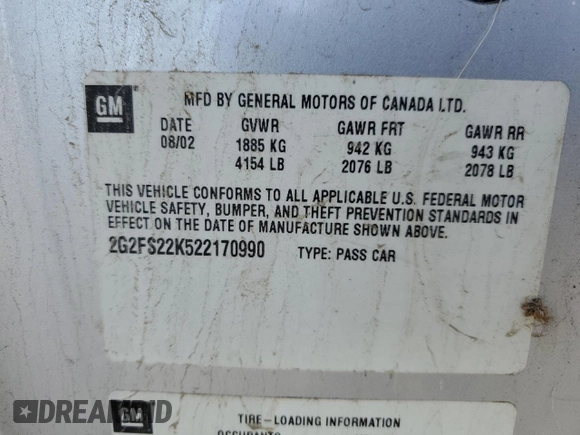 GM
MFD BY GENERAL MOTORS OF CANADA LTD.
DATE GVWR GAWR FRT GAWR RR
08/02 1885 KG 942 KG 943 KG
4154 LB 2076 LB 2078 LB
THIS VEHICLE CONFORMS TO ALL APPLICABLE U.S. FEDERAL MOTOR
VEHICLE SAFETY, BUMPER, AND THEFT PREVENTION STANDARDS IN
EFFECT ON THE DATE OF MANUFACTURE SHOWN ABOVE.
2G2FS22K522170990 TYPE: PASS CAR
GM
TIRE-LOADING INFORMATION
OCCUPANTS
DREAMBID